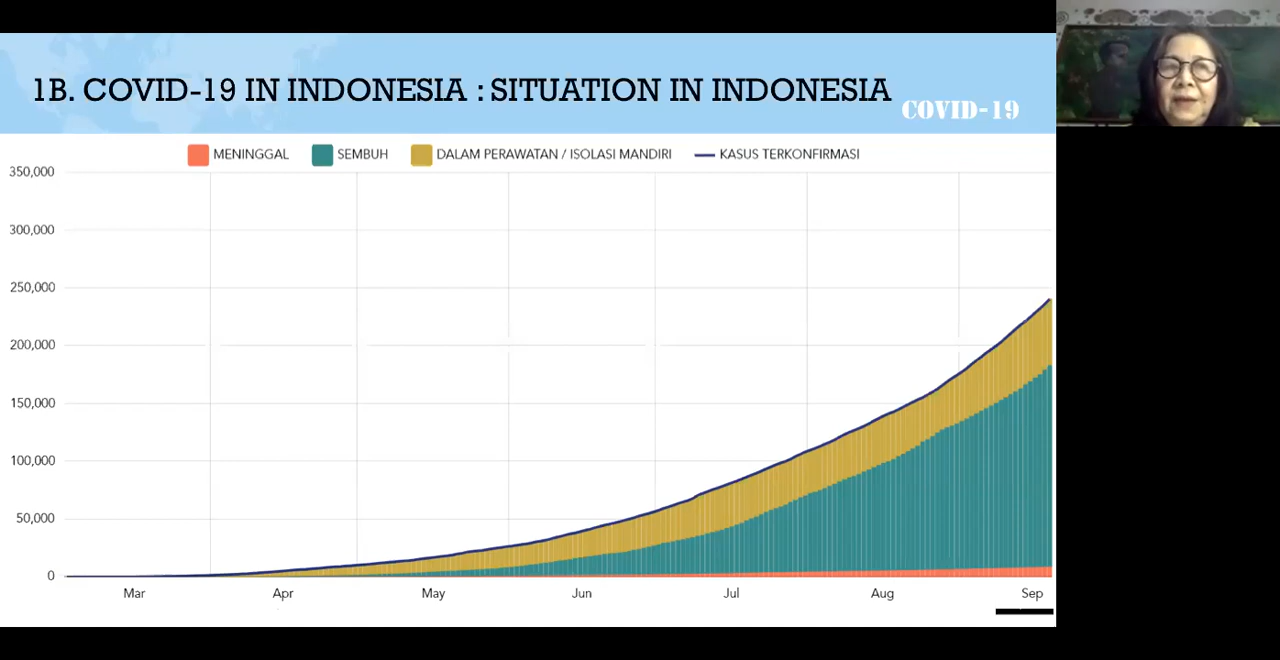 1B. COVID-19 IN INDONESIA : SITUATION IN INDONESIA
COVID-19
MENINGGAL SEMBUH DALAM PERAWATAN / ISOLASI MANDIRI KASUS TERKONFIRMASI
350,000
300,000
250,000
200,000
150,000
100,000
50,000
0
Mar Apr May Jun Jul Aug Sep